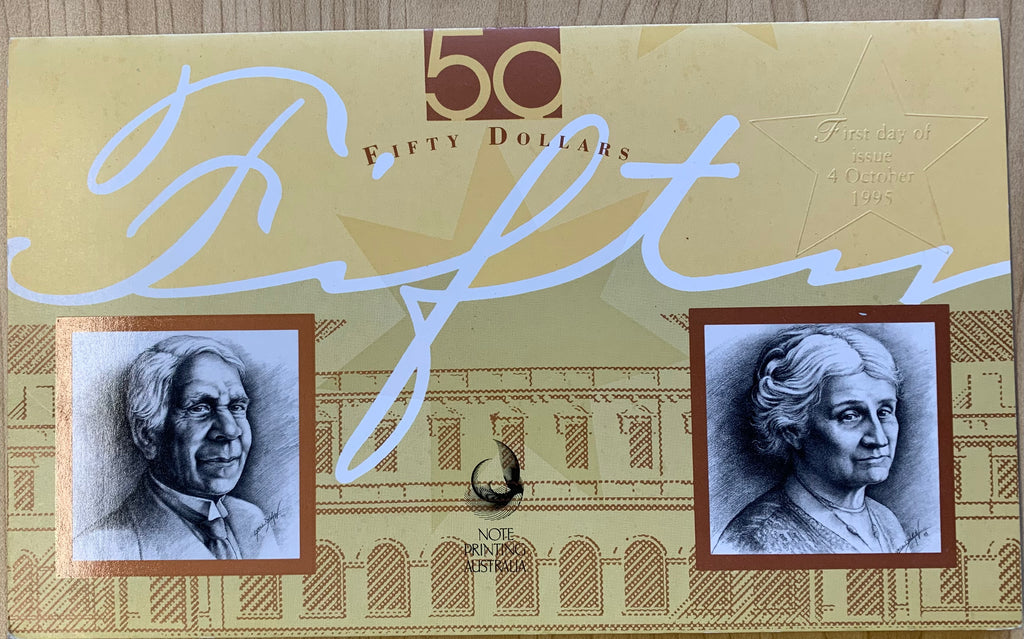 50
FIFTY DOLLARS
Fifty
First day of
issue
4 October
1995
NOTE
PRINTING
AUSTRALIA